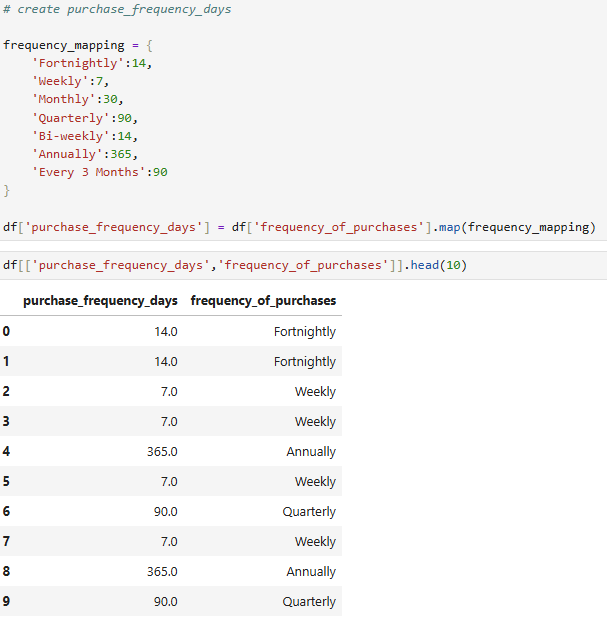 # create purchase_frequency_days
frequency_mapping = {
    'Fortnightly':14,
    'Weekly':7,
    'Monthly':30,
    'Quarterly':90,
    'Bi-weekly':14,
    'Annually':365,
    'Every 3 Months':90
}
df['purchase_frequency_days'] = df['frequency_of_purchases'].map(frequency_mapping)
df[['purchase_frequency_days','frequency_of_purchases']].head(10)
purchase_frequency_days frequency_of_purchases
0 14.0 Fortnightly
1 14.0 Fortnightly
2 7.0 Weekly
3 7.0 Weekly
4 365.0 Annually
5 7.0 Weekly
6 90.0 Quarterly
7 7.0 Weekly
8 365.0 Annually
9 90.0 Quarterly